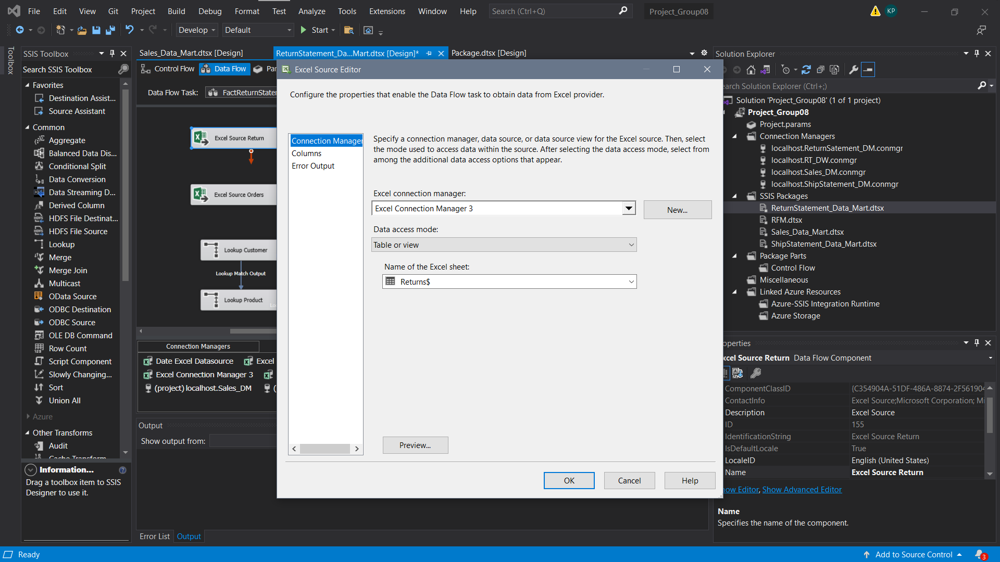 File Edit View Git Project Build Debug Format Test Analyze Tools Extensions Window Help Search (Ctrl+Q) Project_Group08 KP
Develop Default Start
Toolbox
SSIS Toolbox
Search SSIS Toolbox
Favorites
Destination Assist...
Source Assistant
Common
Aggregate
Balanced Data Dis...
Conditional Split
Data Conversion
Data Streaming D...
Derived Column
HDFS File Destinat...
HDFS File Source
Lookup
Merge
Merge Join
Multicast
OData Source
ODBC Destination
ODBC Source
OLE DB Command
Row Count
Script Component
Slowly Changing...
Sort
Union All
Azure
Other Transforms
Audit
Cache Transform
Information...
Drag a toolbox item to SSIS
Designer to use it.
Sales_Data_Mart.dtsx [Design] ReturnStatement_Da...Mart.dtsx [Design]* Package.dtsx [Design]
Control Flow Data Flow Par
Data Flow Task: FactReturnStater
Excel Source Return
Excel Source Orders
Lookup Customer
Lookup Match Output
Lookup Product
Connection Managers
Date Excel Datasource Excel
Excel Connection Manager 3
(project) localhost.Sales_DM (
Output
Show output from:
Error List Output
Excel Source Editor
Configure the properties that enable the Data Flow task to obtain data from Excel provider.
Connection Manager
Columns
Error Output
Specify a connection manager, data source, or data source view for the Excel source. Then, select
the mode used to access data within the source. After selecting the data access mode, select from
among the additional data access options that appear.
Excel connection manager:
Excel Connection Manager 3
New...
Data access mode:
Table or view
Name of the Excel sheet:
Returns$
Preview...
OK Cancel Help
Solution Explorer
earch Solution Explorer (Ctrl+;)
Solution 'Project_Group08' (1 of 1 project)
Project_Group08
Project.params
Connection Managers
localhost.ReturnSatement_DM.conmgr
localhost.RT_DW.conmgr
localhost.Sales_DM.conmgr
localhost.ShipStatement_DM.conmgr
SSIS Packages
ReturnStatement_Data_Mart.dtsx
RFM.dtsx
Sales_Data_Mart.dtsx
ShipStatement_Data_Mart.dtsx
Package Parts
Control Flow
Miscellaneous
Linked Azure Resources
Azure-SSIS Integration Runtime
Azure Storage
operties
xcel Source Return Data Flow Component
ComponentClassID {C354904A-51DF-486A-8874-2F561904
ContactInfo Excel Source;Microsoft Corporation; Mi
Description Excel Source
ID 155
IdentificationString Excel Source Return
IsDefaultLocale True
LocaleID English (United States)
Name Excel Source Return
how Editor, Show Advanced Editor
Name
Specifies the name of the component.
Ready
Add to Source Control 3